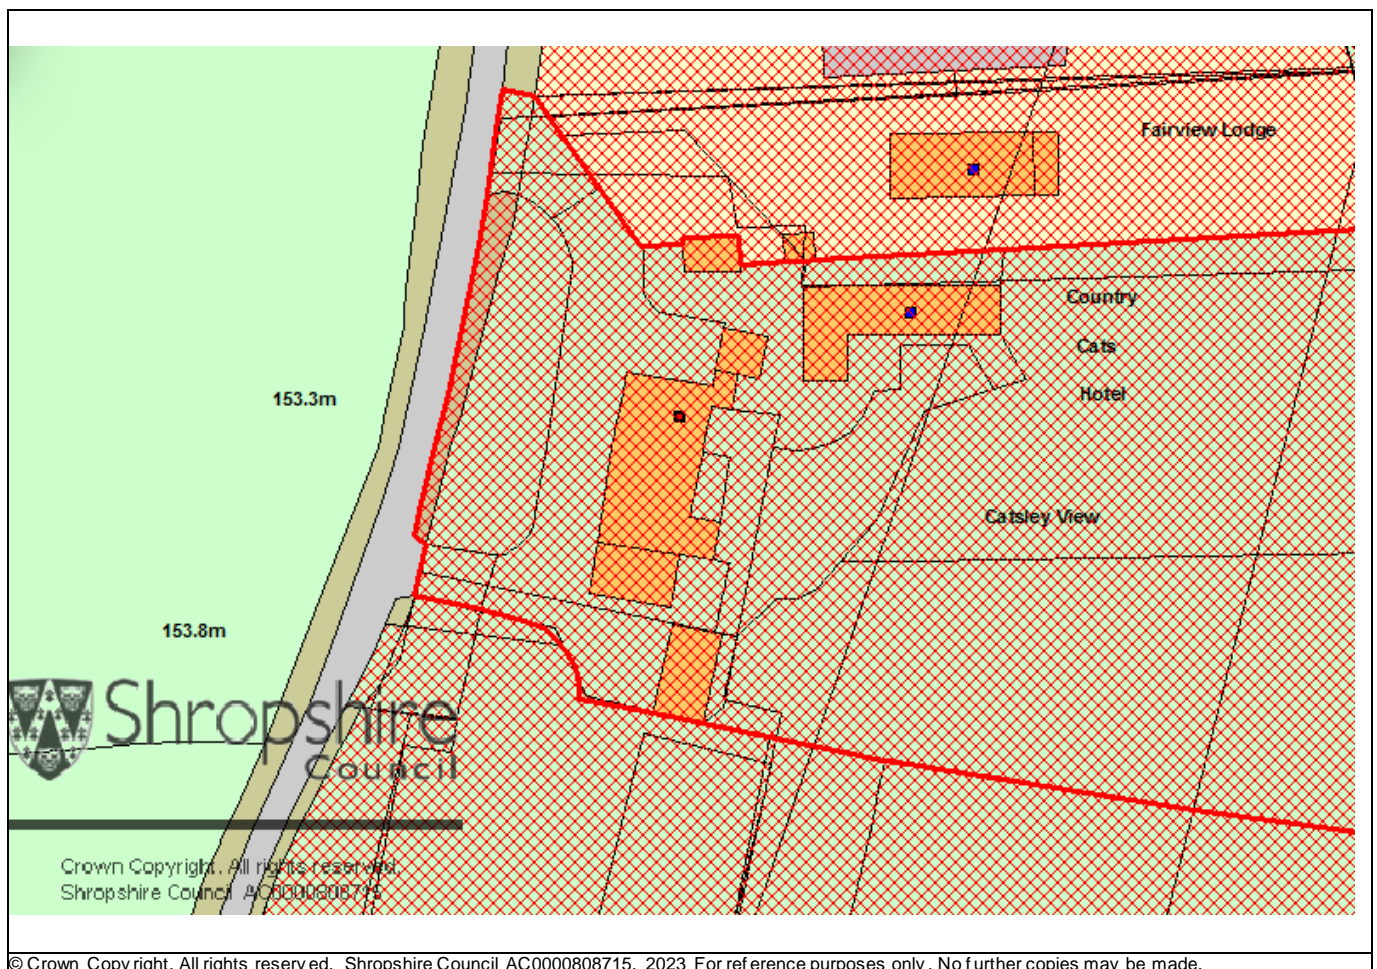 Fairview Lodge
Country
Cats
Hotel
153.3m
Catsley View
153.8m
Shropshire
Council
Crown Copyright. All rights reserved.
Shropshire Council AC0000808715
© Crown Copyright. All rights reserved. Shropshire Council AC0000808715. 2023 For reference purposes only. No further copies may be made.